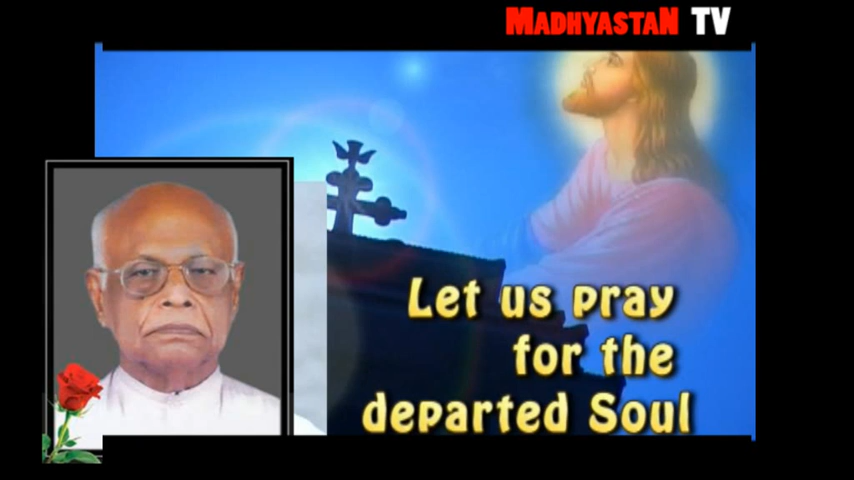 MADHYASTAN TV
Let us pray
for the
departed Soul